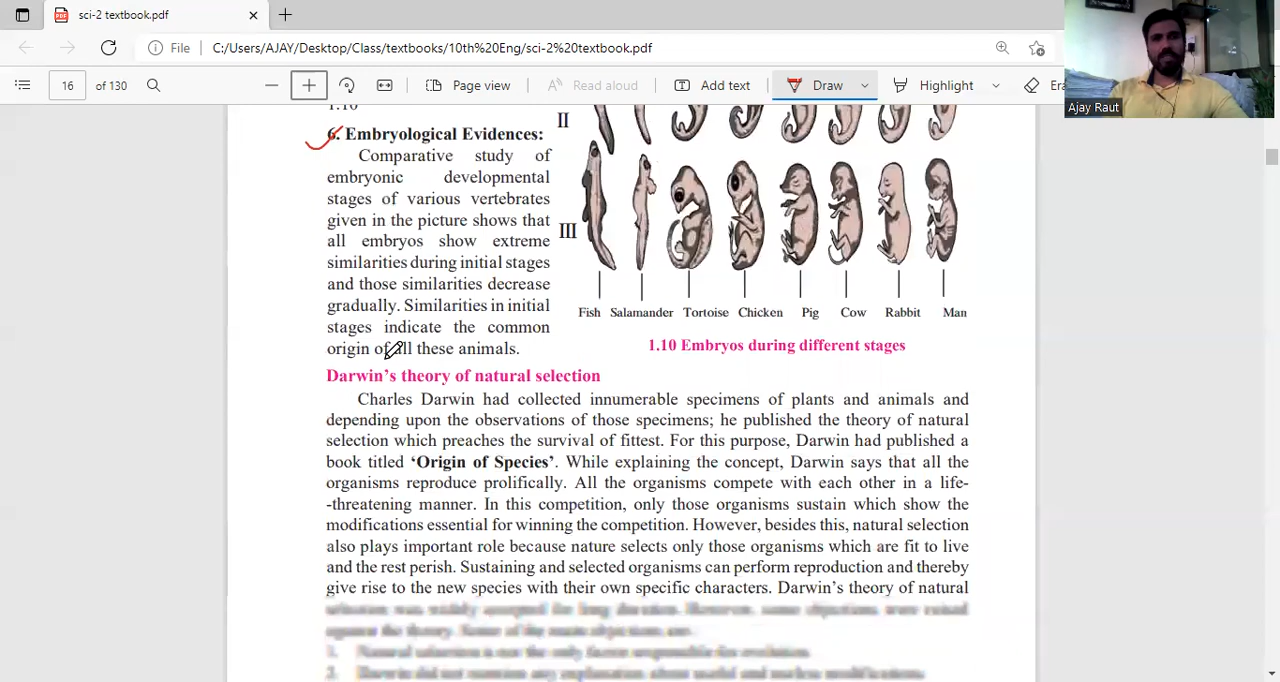 sci-2 textbook.pdf
File C:/Users/AJAY/Desktop/Class/textbooks/10th%20Eng/sci-2%20textbook.pdf
16 of 130 Page view Read aloud Add text Draw Highlight
Ajay Raut
1.10
II
6. Embryological Evidences:
Comparative study of
embryonic developmental
stages of various vertebrates
given in the picture shows that
all embryos show extreme
similarities during initial stages
and those similarities decrease
gradually. Similarities in initial
stages indicate the common
origin of all these animals.
III
Fish Salamander Tortoise Chicken Pig Cow Rabbit Man
1.10 Embryos during different stages
Darwin's theory of natural selection
Charles Darwin had collected innumerable specimens of plants and animals and
depending upon the observations of those specimens; he published the theory of natural
selection which preaches the survival of fittest. For this purpose, Darwin had published a
book titled ‘Origin of Species’. While explaining the concept, Darwin says that all the
organisms reproduce prolifically. All the organisms compete with each other in a life-
-threatening manner. In this competition, only those organisms sustain which show the
modifications essential for winning the competition. However, besides this, natural selection
also plays important role because nature selects only those organisms which are fit to live
and the rest perish. Sustaining and selected organisms can perform reproduction and thereby
give rise to the new species with their own specific characters. Darwin’s theory of natural